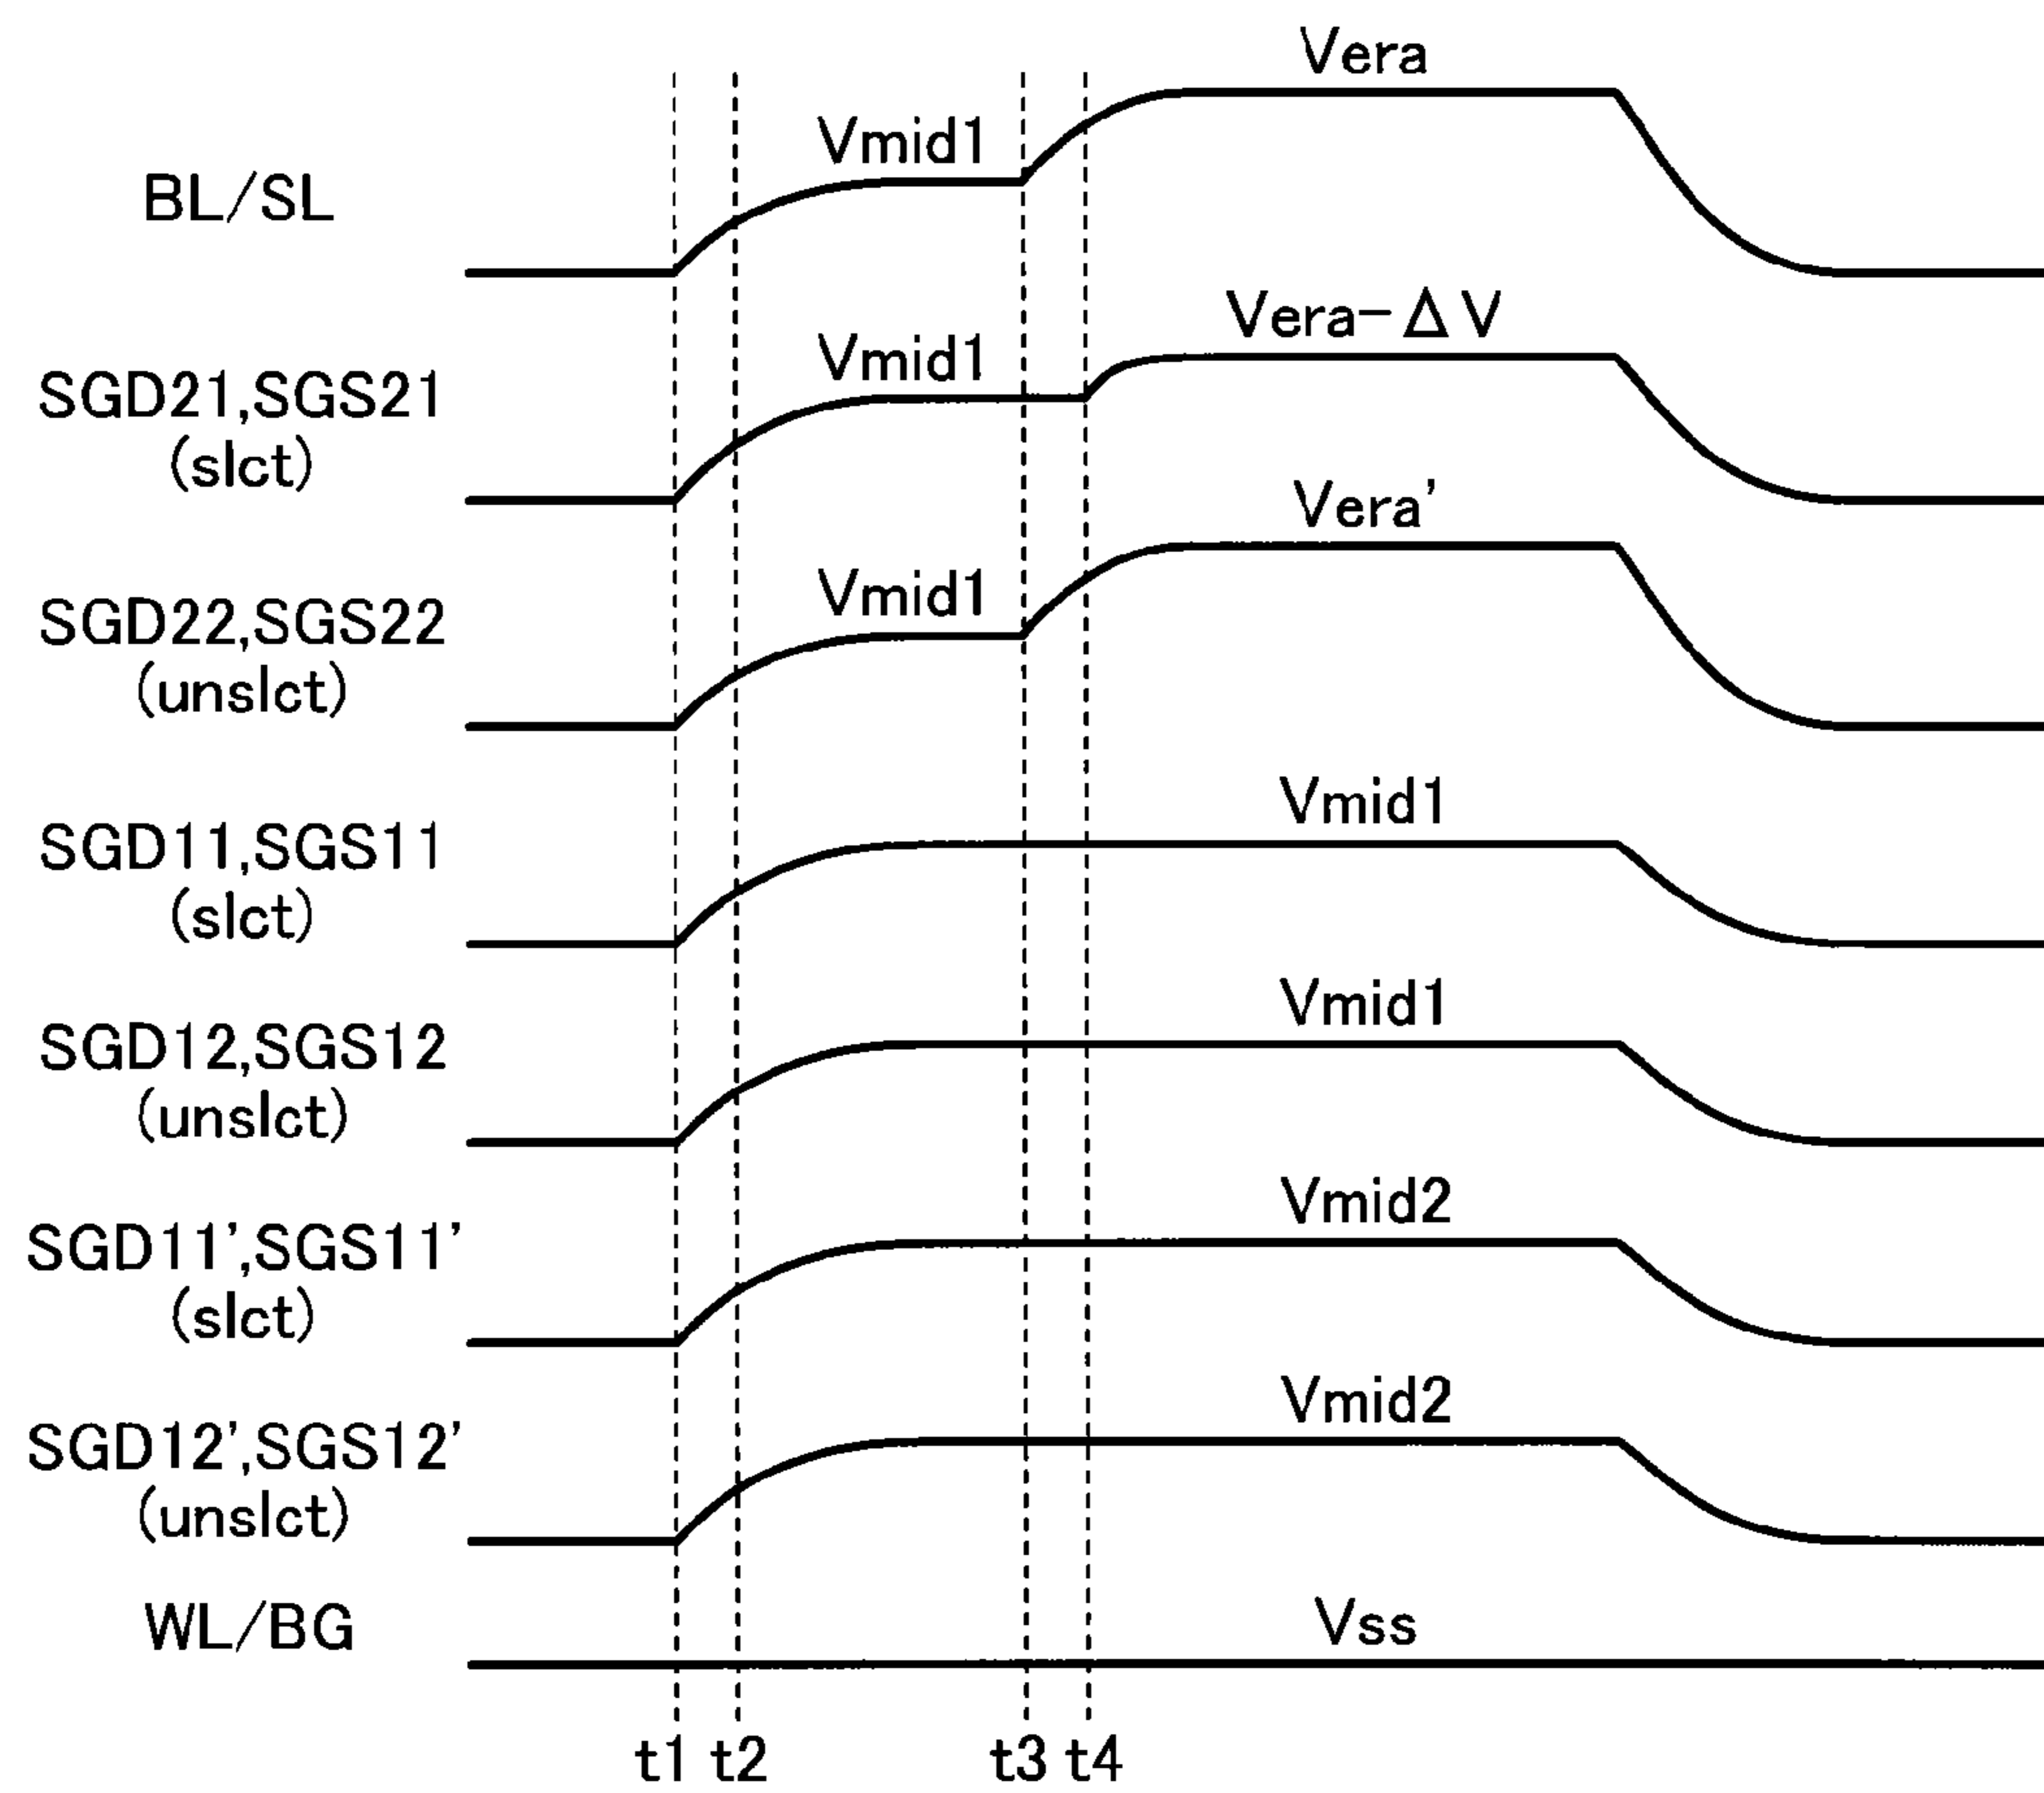 Vera
Vmid1
BL/SL
Vera-ΔV
Vmid1
SGD21,SGS21
(slct)
Vera'
Vmid1
SGD22,SGS22
(unslct)
Vmid1
SGD11,SGS11
(slct)
Vmid1
SGD12,SGS12
(unslct)
Vmid2
SGD11',SGS11'
(slct)
Vmid2
SGD12',SGS12'
(unslct)
Vss
WL/BG
t1 t2 t3 t4